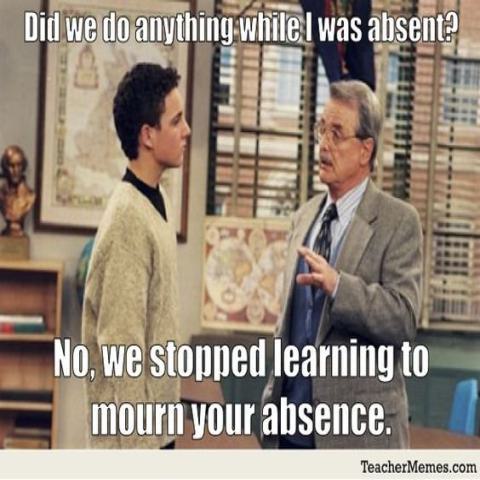 Did we do anything while I was absent?
No, we stopped learning to
mourn your absence.
TeacherMemes.com